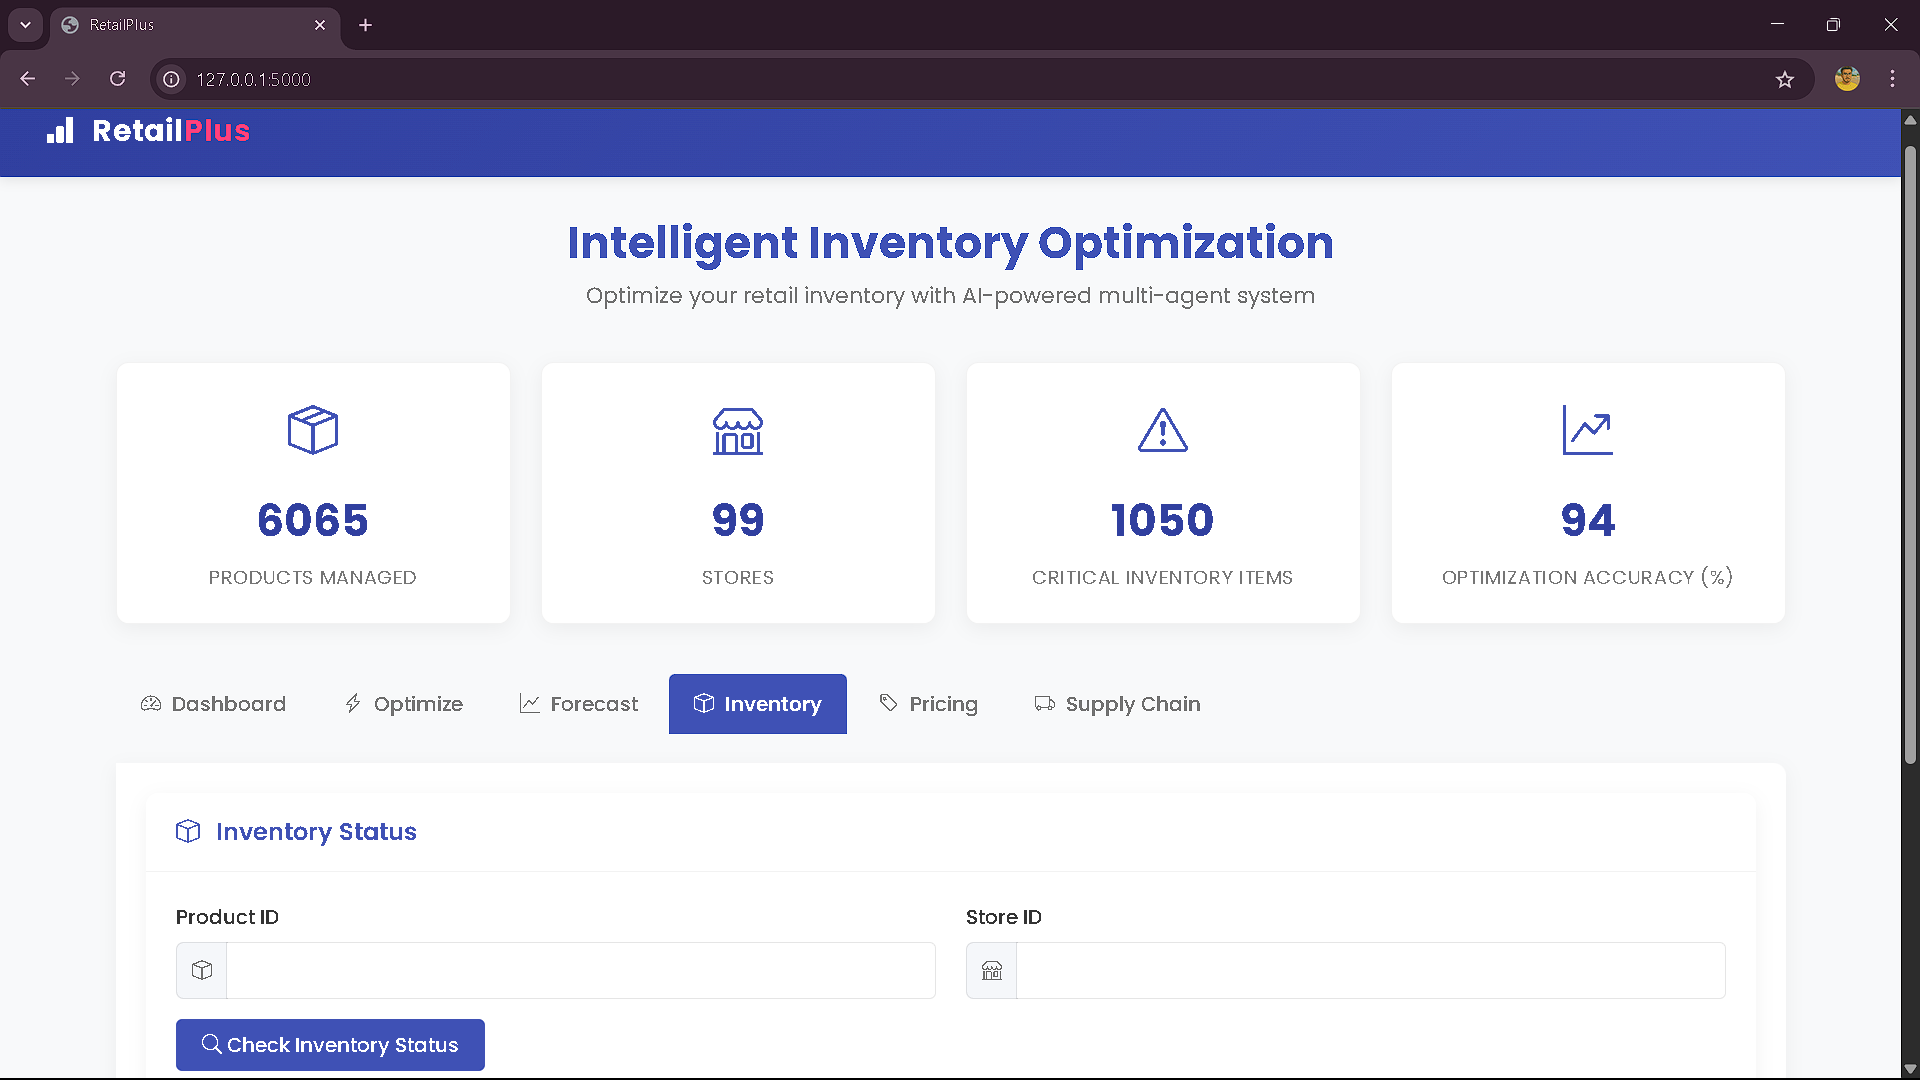 RetailPlus
127.0.0.1:5000
RetailPlus
Intelligent Inventory Optimization
Optimize your retail inventory with AI-powered multi-agent system
6065
PRODUCTS MANAGED
99
STORES
1050
CRITICAL INVENTORY ITEMS
94
OPTIMIZATION ACCURACY (%)
Dashboard Optimize Forecast Inventory Pricing Supply Chain
Inventory Status
Product ID
Store ID
Check Inventory Status